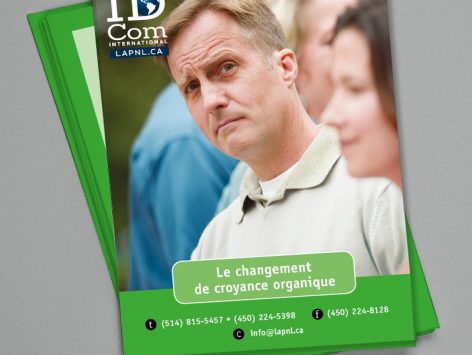 ID
Com
INTERNATIONAL
LAPNL.CA
Le changement
de croyance organique
t (514) 815-5457 • (450) 224-5398 f (450) 224-8128
c info@lapnl.ca